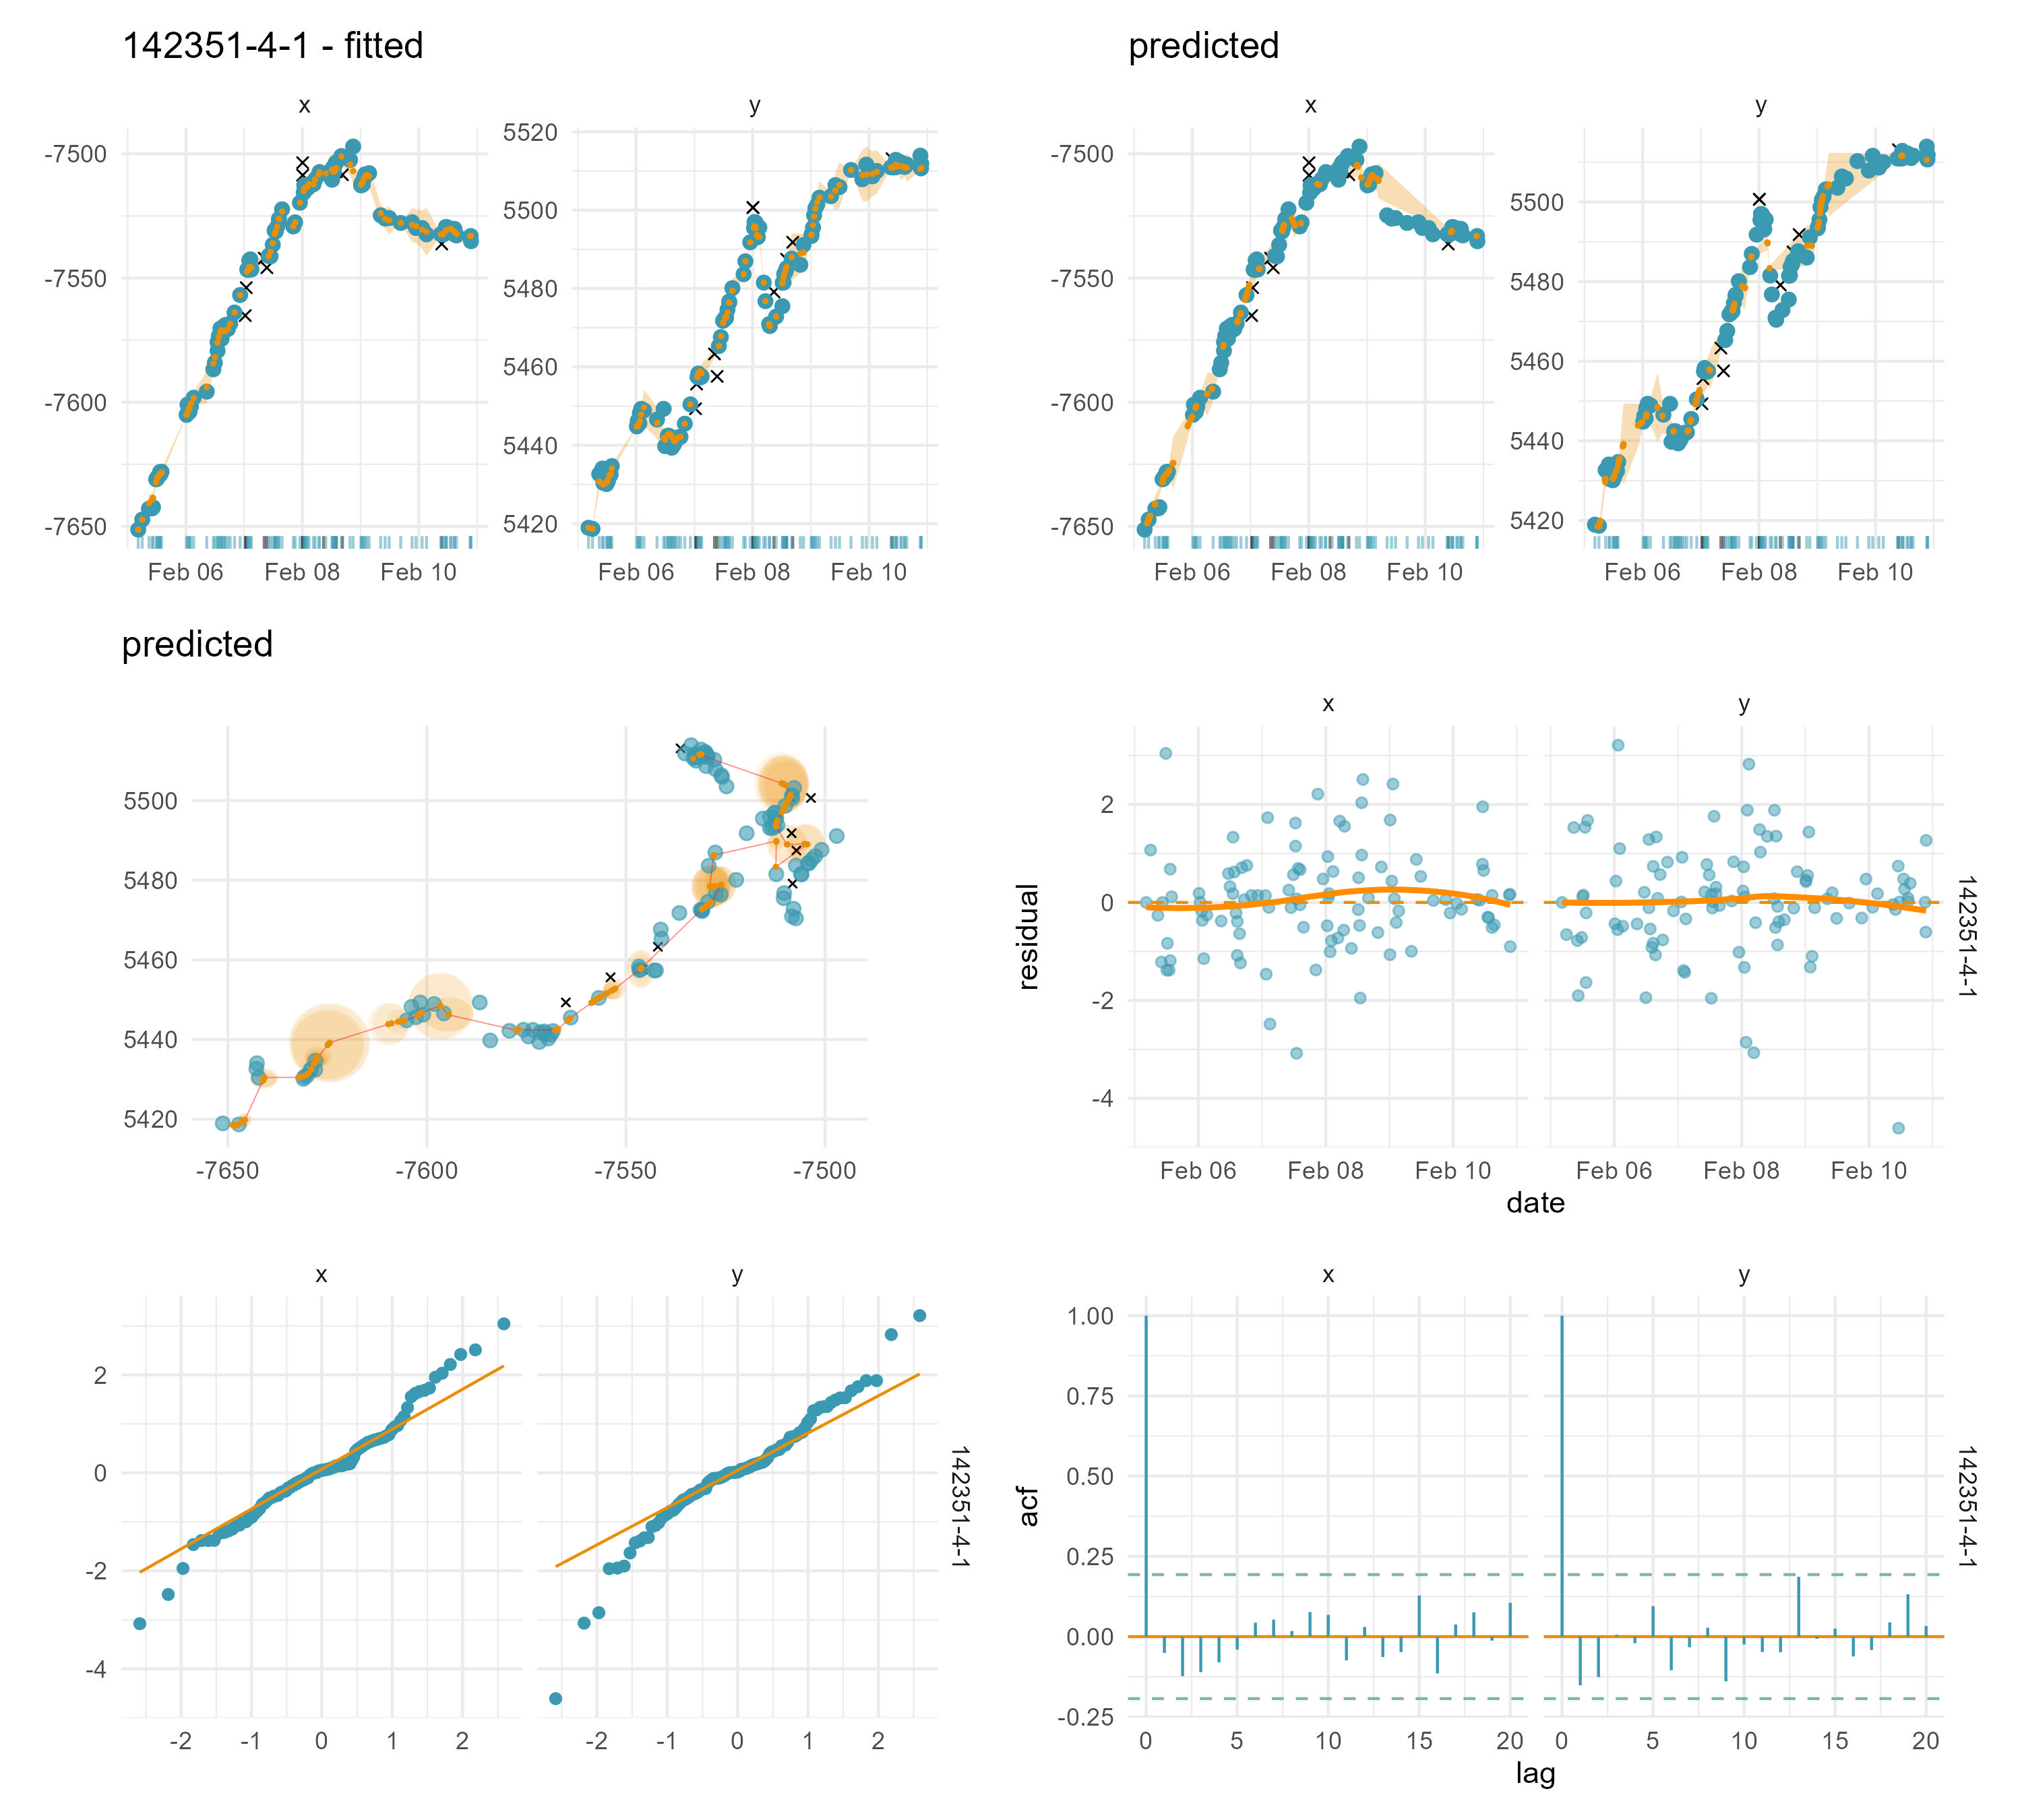 142351-4-1 - fitted
predicted
x
y
x
y
-7500
-7550
-7600
-7650
5520
5500
5480
5460
5440
5420
-7500
-7550
-7600
-7650
5500
5480
5460
5440
5420
Feb 06
Feb 08
Feb 10
Feb 06
Feb 08
Feb 10
Feb 06
Feb 08
Feb 10
Feb 06
Feb 08
Feb 10
predicted
5500
5480
5460
5440
5420
-7650
-7600
-7550
-7500
x
y
residual
2
0
-2
-4
142351-4-1
Feb 06
Feb 08
Feb 10
Feb 06
Feb 08
Feb 10
date
x
y
2
0
-2
-4
142351-4-1
-2
-1
0
1
2
-2
-1
0
1
2
x
y
acf
1.00
0.75
0.50
0.25
0.00
-0.25
142351-4-1
0
5
10
15
20
0
5
10
15
20
lag